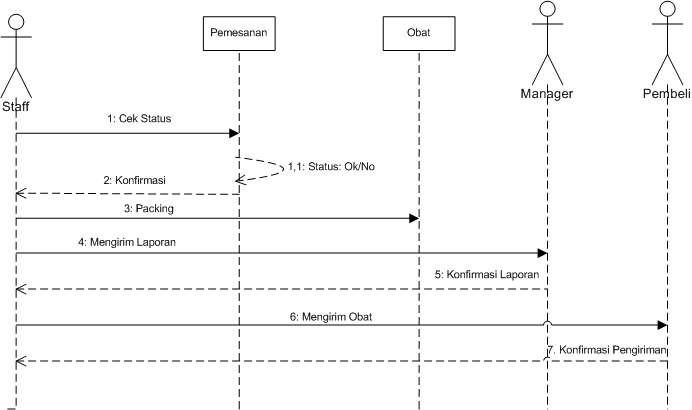 Pemesanan
Obat
Staff
Manager
Pembeli
1: Cek Status
1,1: Status: Ok/No
2: Konfirmasi
3: Packing
4: Mengirim Laporan
5: Konfirmasi Laporan
6: Mengirim Obat
7. Konfirmasi Pengiriman